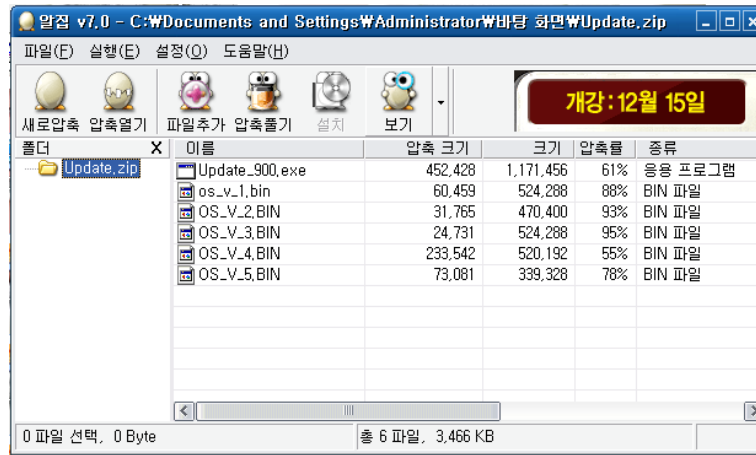 알집 v7.0 - C:₩Documents and Settings₩Administrator₩바탕 화면₩Update.zip
파일(F) 실행(E) 설정(O) 도움말(H)
새로압축 압축열기 파일추가 압축풀기 설치 보기 개강:12월 15일
폴더 X 이름 압축 크기 크기 압축률 종류
Update.zip Update_900.exe 452,428 1,171,456 61% 응용 프로그램
os_v_1.bin 60,459 524,288 88% BIN 파일
OS_V_2.BIN 31,765 470,400 93% BIN 파일
OS_V_3.BIN 24,731 524,288 95% BIN 파일
OS_V_4.BIN 233,542 520,192 55% BIN 파일
OS_V_5.BIN 73,081 339,328 78% BIN 파일
0 파일 선택, 0 Byte 총 6 파일, 3,466 KB